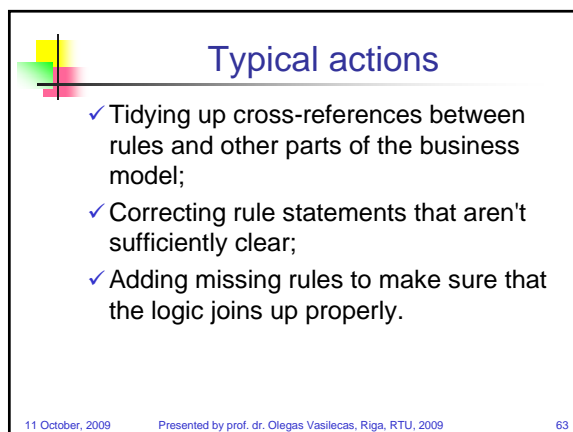 Typical actions
✓ Tidying up cross-references between
rules and other parts of the business
model;
✓ Correcting rule statements that aren't
sufficiently clear;
✓ Adding missing rules to make sure that
the logic joins up properly.
11 October, 2009 Presented by prof. dr. Olegas Vasilecas, Riga, RTU, 2009 63